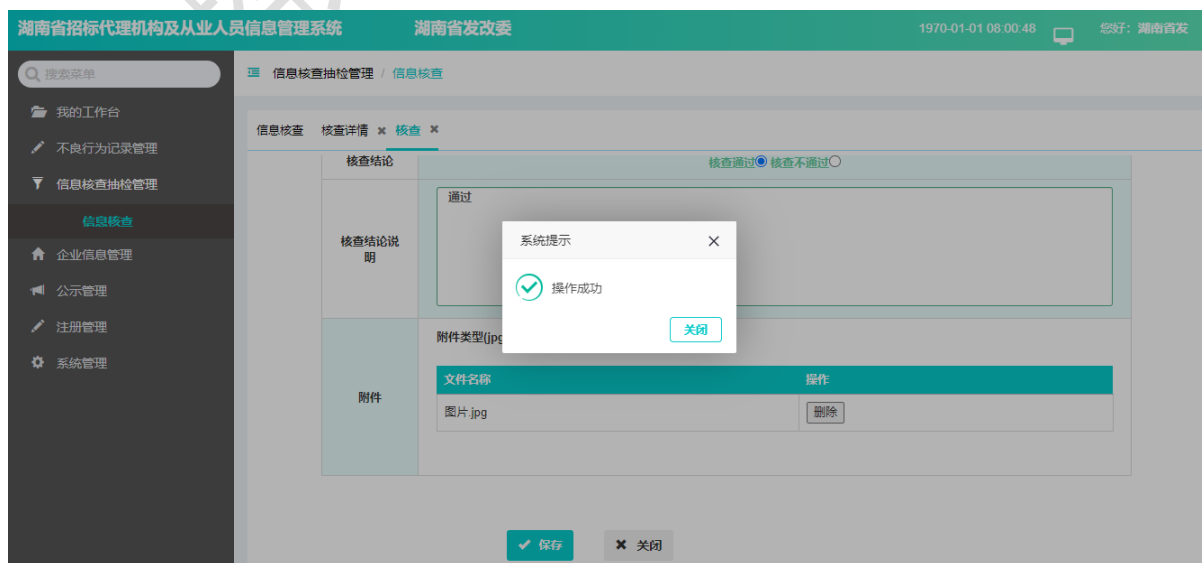 湖南省招标代理机构及从业人员信息管理系统 湖南省发改委 1970-01-01 08:00:48 您好: 湖南省发
搜索菜单 信息核查抽检管理 / 信息核查
我的工作台
信息核查 核查详情 × 核查 ×
不良行为记录管理
核查结论 核查通过 核查不通过
信息核查抽检管理
通过
信息核查
系统提示 ×
核查结论说
明
企业信息管理
操作成功
公示管理
注册管理
附件类型(jpg 关闭
系统管理
文件名称 操作
附件
图片.jpg 删除
保存 × 关闭